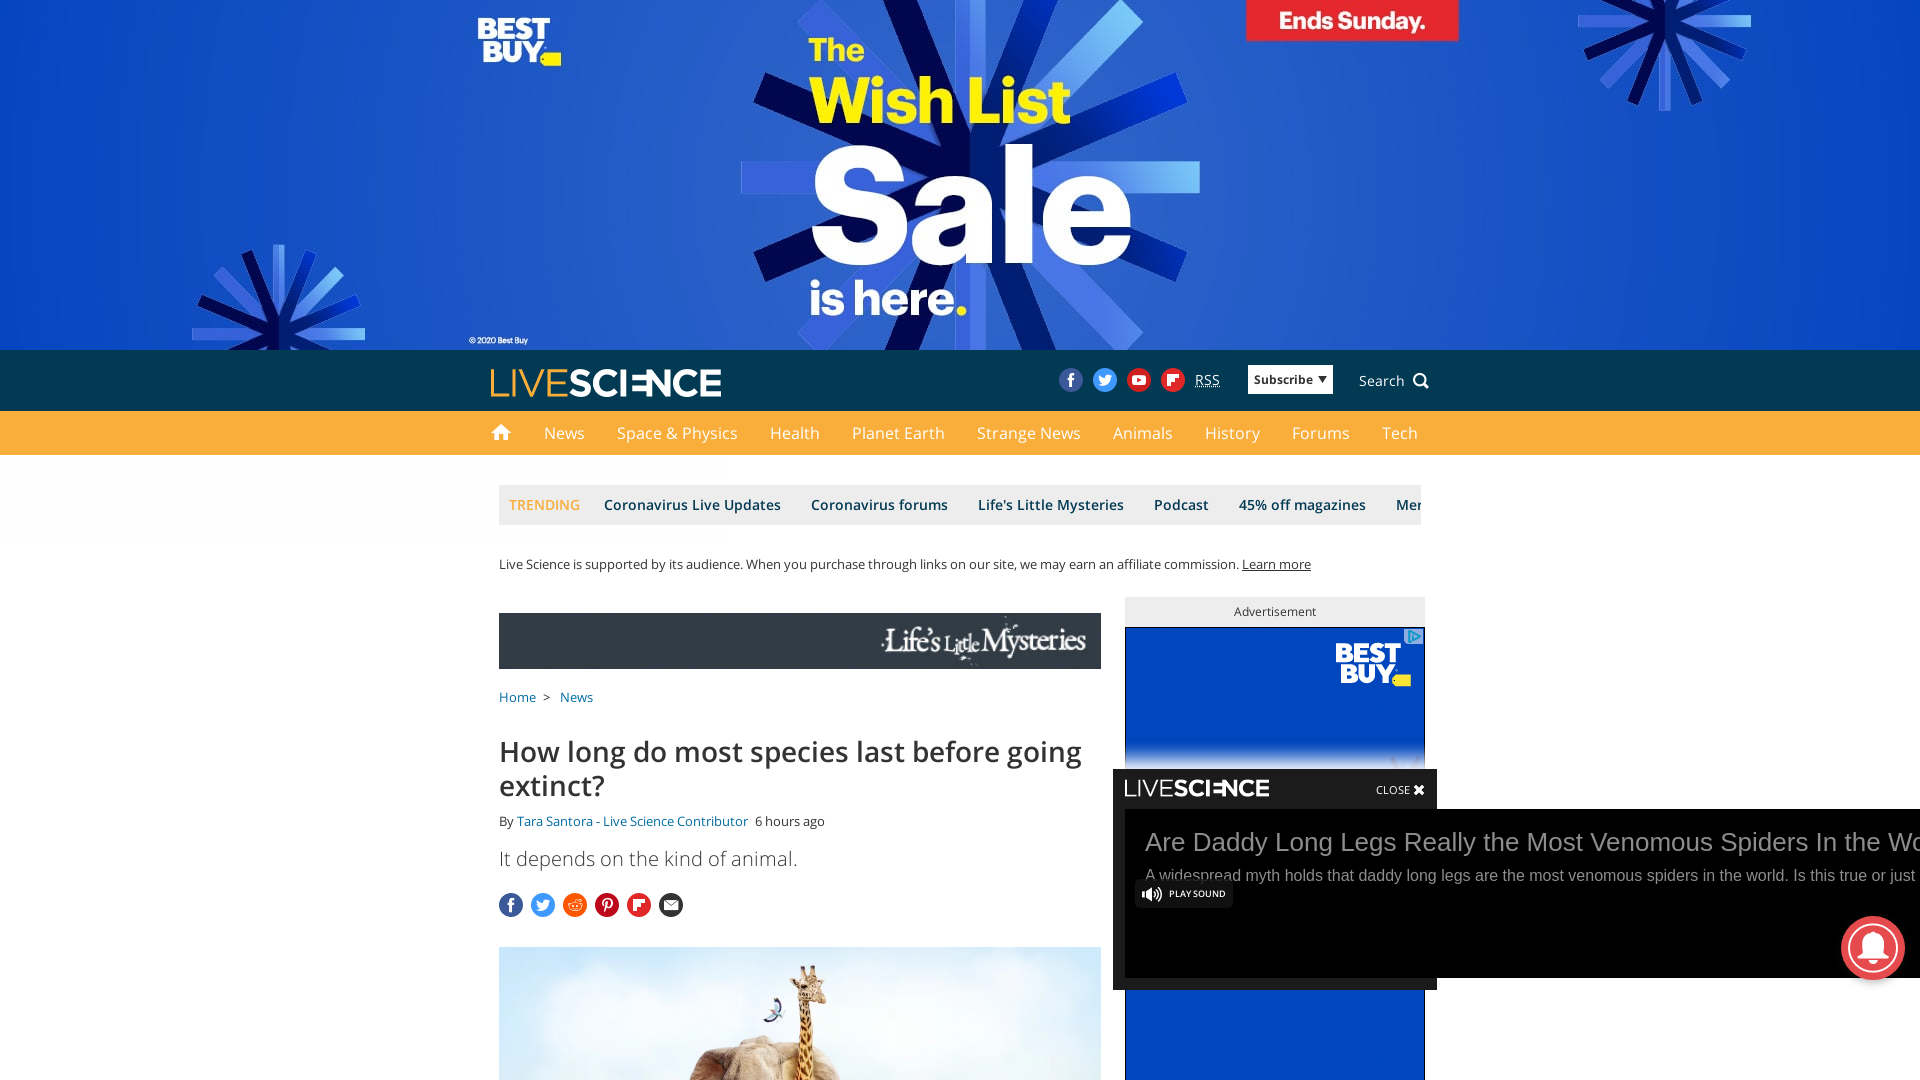 BEST
BUY
The
Wish List
Sale
is here.
Ends Sunday.
© 2020 Best Buy
LIVESCIENCE
RSS
Subscribe
Search
News
Space & Physics
Health
Planet Earth
Strange News
Animals
History
Forums
Tech
TRENDING
Coronavirus Live Updates
Coronavirus forums
Life's Little Mysteries
Podcast
45% off magazines
Live Science is supported by its audience. When you purchase through links on our site, we may earn an affiliate commission. Learn more
Life's Little Mysteries
Home > News
How long do most species last before going
extinct?
By Tara Santora - Live Science Contributor 6 hours ago
It depends on the kind of animal.
Advertisement
BEST
BUY
LIVESCIENCE
CLOSE
Are Daddy Long Legs Really the Most Venomous Spiders In the
A widespread myth holds that daddy long legs are the most venomous spiders in the world. Is this true or just
PLAY SOUND